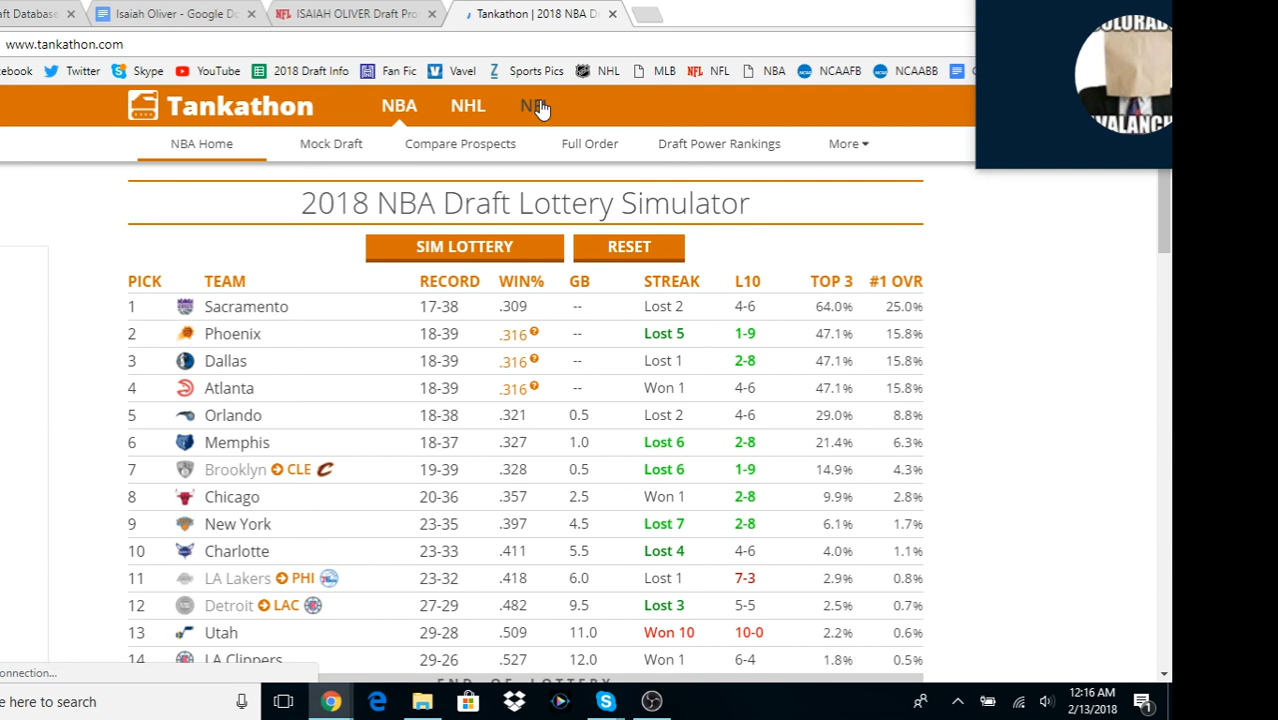 aft Database
Isaiah Oliver - Google Do
ISAIAH OLIVER Draft Pro
Tankathon | 2018 NBA D
www.tankathon.com
cebook Twitter Skype YouTube 2018 Draft Info Fan Fic Vavel Sports Pics NHL MLB NFL NBA NCAAFB NCAABB
COLORAD
AVALANCH
Tankathon NBA NHL
NBA Home Mock Draft Compare Prospects Full Order Draft Power Rankings More
2018 NBA Draft Lottery Simulator
SIM LOTTERY RESET
PICK TEAM RECORD WIN% GB STREAK L10 TOP 3 #1 OVR
1 Sacramento 17-38 .309 -- Lost 2 4-6 64.0% 25.0%
2 Phoenix 18-39 .316 ? -- Lost 5 1-9 47.1% 15.8%
3 Dallas 18-39 .316 ? -- Lost 1 2-8 47.1% 15.8%
4 Atlanta 18-39 .316 ? -- Won 1 4-6 47.1% 15.8%
5 Orlando 18-38 .321 0.5 Lost 2 4-6 29.0% 8.8%
6 Memphis 18-37 .327 1.0 Lost 6 2-8 21.4% 6.3%
7 Brooklyn CLE 19-39 .328 0.5 Lost 6 1-9 14.9% 4.3%
8 Chicago 20-36 .357 2.5 Won 1 2-8 9.9% 2.8%
9 New York 23-35 .397 4.5 Lost 7 2-8 6.1% 1.7%
10 Charlotte 23-33 .411 5.5 Lost 4 4-6 4.0% 1.1%
11 LA Lakers PHI 23-32 .418 6.0 Lost 1 7-3 2.9% 0.8%
12 Detroit LAC 27-29 .482 9.5 Lost 3 5-5 2.5% 0.7%
13 Utah 29-28 .509 11.0 Won 10 10-0 2.2% 0.6%
14 LA Clippers 29-26 .527 12.0 Won 1 6-4 1.8% 0.5%
END OF LOTTERY
onnection...
here to search
12:16 AM
2/13/2018
1